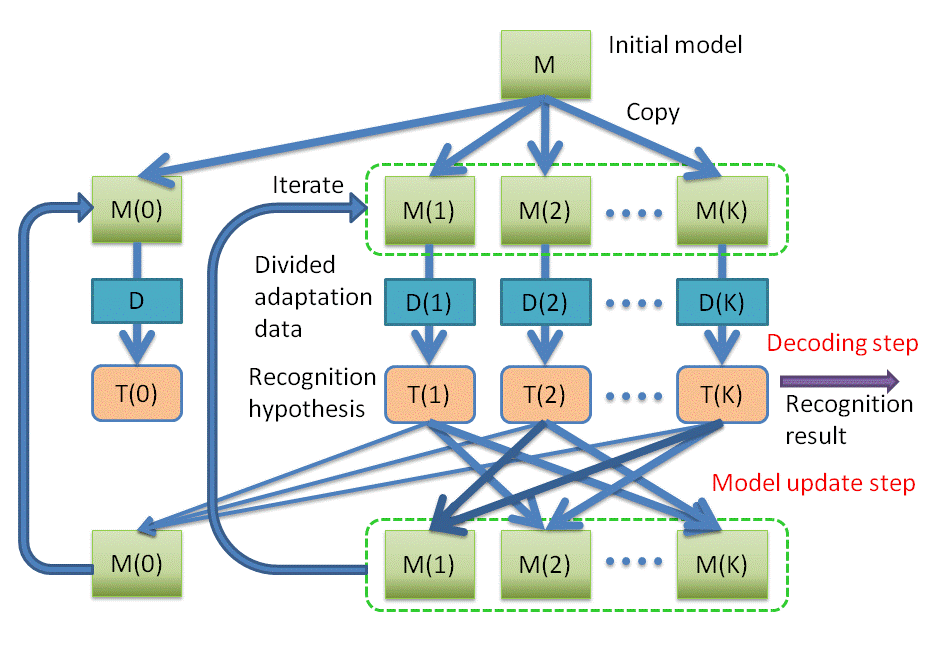 M
Initial model
Copy
Iterate
M(0)
M(1)
M(2)
M(K)
Divided
adaptation
data
D
D(1)
D(2)
D(K)
Decoding step
Recognition
hypothesis
T(0)
T(1)
T(2)
T(K)
Recognition
result
Model update step
M(0)
M(1)
M(2)
M(K)